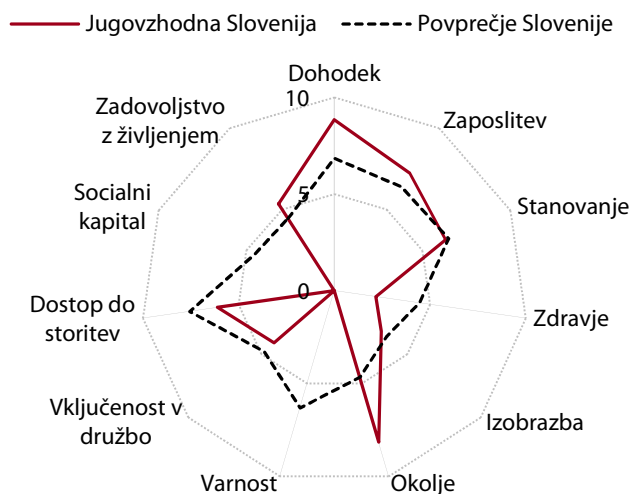 Jugovzhodna Slovenija
Povprečje Slovenije
Dohodek
10
Zadovoljstvo
z življenjem
Zaposlitev
Socialni
kapital
5
Stanovanje
0
Dostop do
storitev
Zdravje
Vključenost v
družbo
Izobrazba
Varnost
Okolje